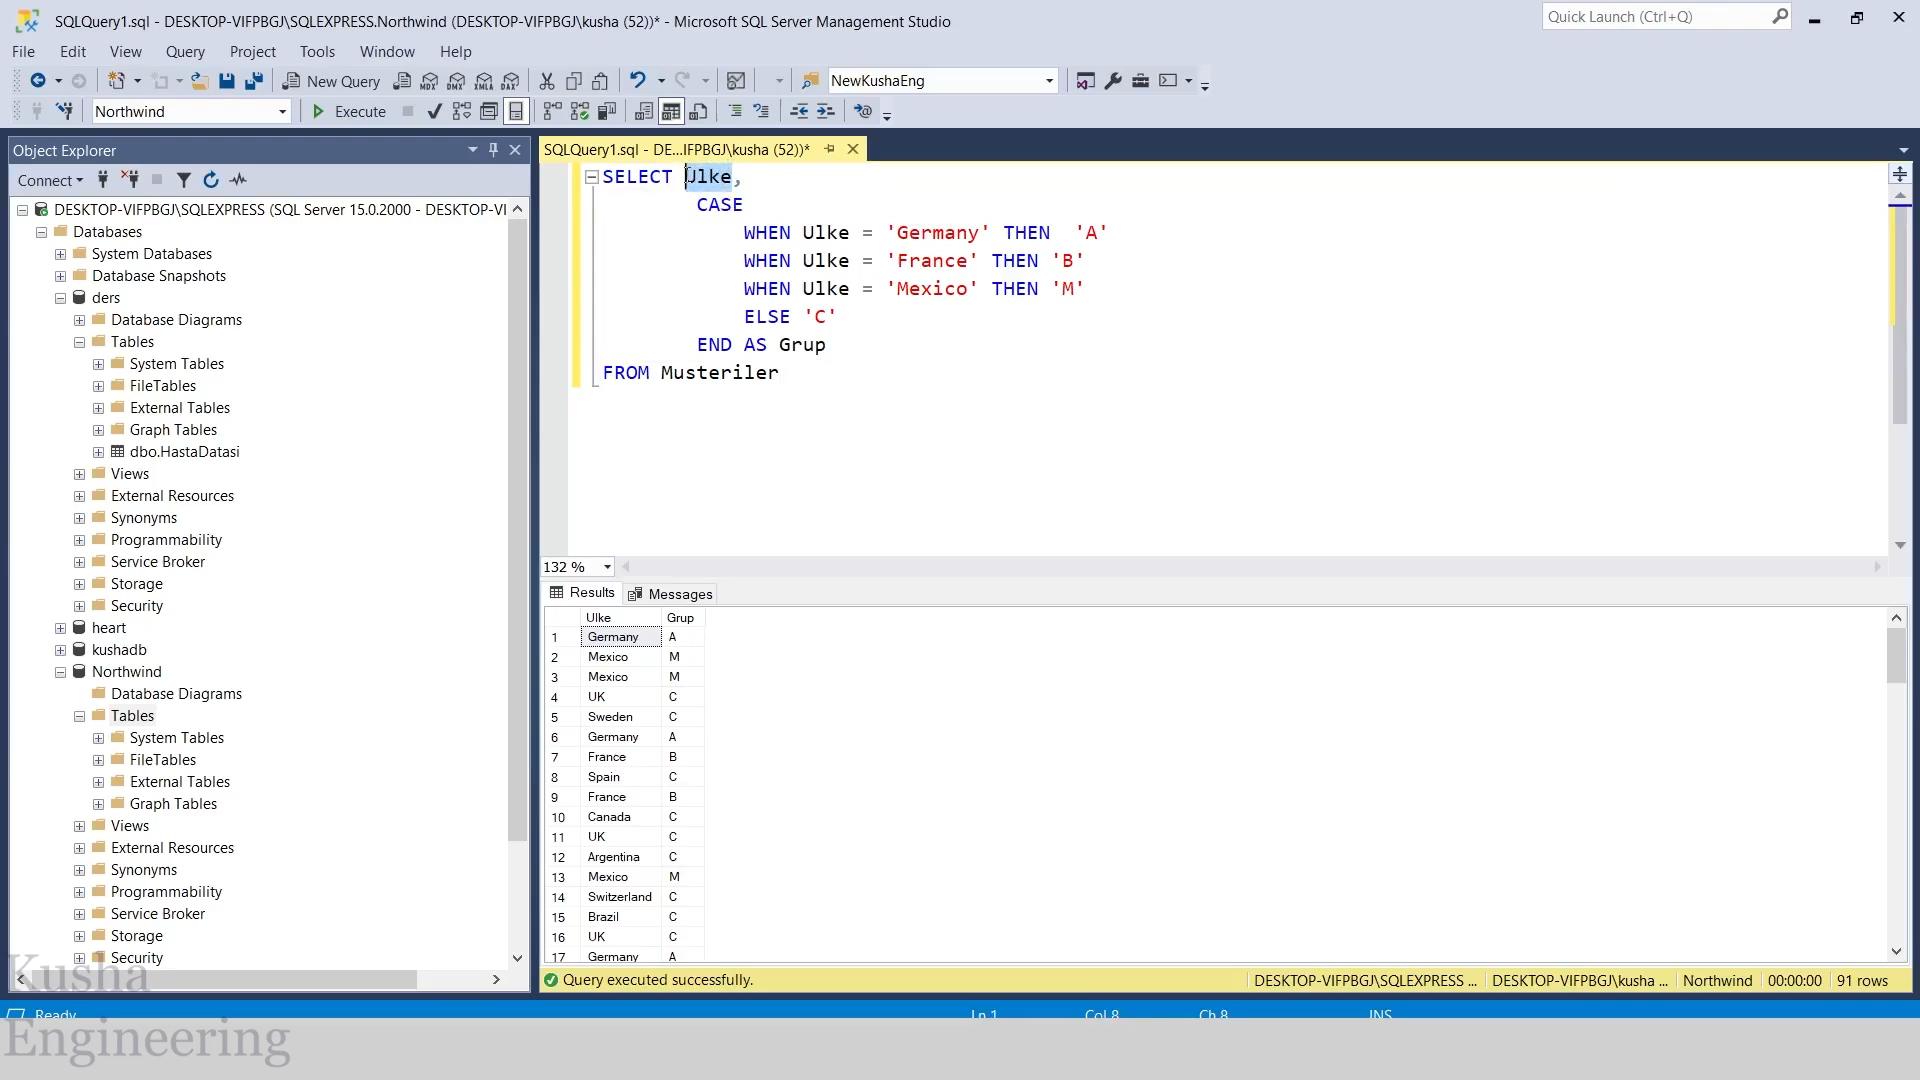 SQLQuery1.sql - DESKTOP-VIFPBGJ\SQLEXPRESS.Northwind (DESKTOP-VIFPBGJ\kusha (52))* - Microsoft SQL Server Management Studio
Quick Launch (Ctrl+Q)
File Edit View Query Project Tools Window Help
New Query
MDX DMX XMLA DAX
NewKushaEng
Northwind
Execute
Object Explorer
SQLQuery1.sql - DE...IFPBGJ\kusha (52))*
Connect
DESKTOP-VIFPBGJ\SQLEXPRESS (SQL Server 15.0.2000 - DESKTOP-VI
Databases
System Databases
Database Snapshots
ders
Database Diagrams
Tables
System Tables
FileTables
External Tables
Graph Tables
dbo.HastaDatasi
Views
External Resources
Synonyms
Programmability
Service Broker
Storage
Security
heart
kushadb
Northwind
Database Diagrams
Tables
System Tables
FileTables
External Tables
Graph Tables
Views
External Resources
Synonyms
Programmability
Service Broker
Storage
Security
SELECT Ulke,
CASE
WHEN Ulke = 'Germany' THEN  'A'
WHEN Ulke = 'France' THEN 'B'
WHEN Ulke = 'Mexico' THEN 'M'
ELSE 'C'
END AS Grup
FROM Musteriler
132 %
Results Messages
Ulke Grup
1 Germany A
2 Mexico M
3 Mexico M
4 UK C
5 Sweden C
6 Germany A
7 France B
8 Spain C
9 France B
10 Canada C
11 UK C
12 Argentina C
13 Mexico M
14 Switzerland C
15 Brazil C
16 UK C
17 Germany A
Query executed successfully.
DESKTOP-VIFPBGJ\SQLEXPRESS ... DESKTOP-VIFPBGJ\kusha ... Northwind 00:00:00 91 rows
Ready Ln 1 Col 8 Ch 8 INS
Kusha
Engineering